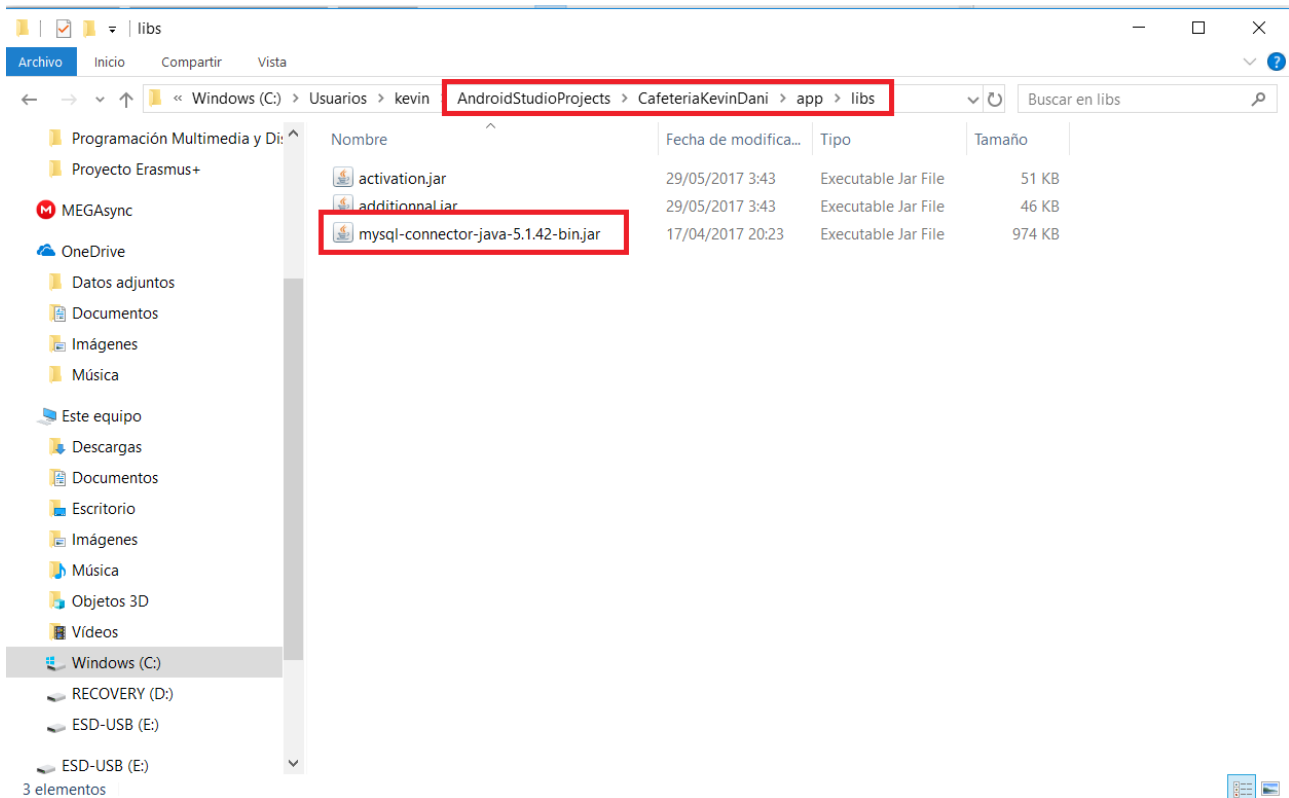 libs
Archivo Inicio Compartir Vista
« Windows (C:) > Usuarios > kevin AndroidStudioProjects > CafeteriaKevinDani > app > libs Buscar en libs
Programación Multimedia y Di
Proyecto Erasmus+
MEGAsync
OneDrive
Datos adjuntos
Documentos
Imágenes
Música
Este equipo
Descargas
Documentos
Escritorio
Imágenes
Música
Objetos 3D
Vídeos
Windows (C:)
RECOVERY (D:)
ESD-USB (E:)
ESD-USB (E:)
Nombre Fecha de modifica... Tipo Tamaño
activation.jar 29/05/2017 3:43 Executable Jar File 51 KB
additionnal.jar 29/05/2017 3:43 Executable Jar File 46 KB
mysql-connector-java-5.1.42-bin.jar 17/04/2017 20:23 Executable Jar File 974 KB
3 elementos